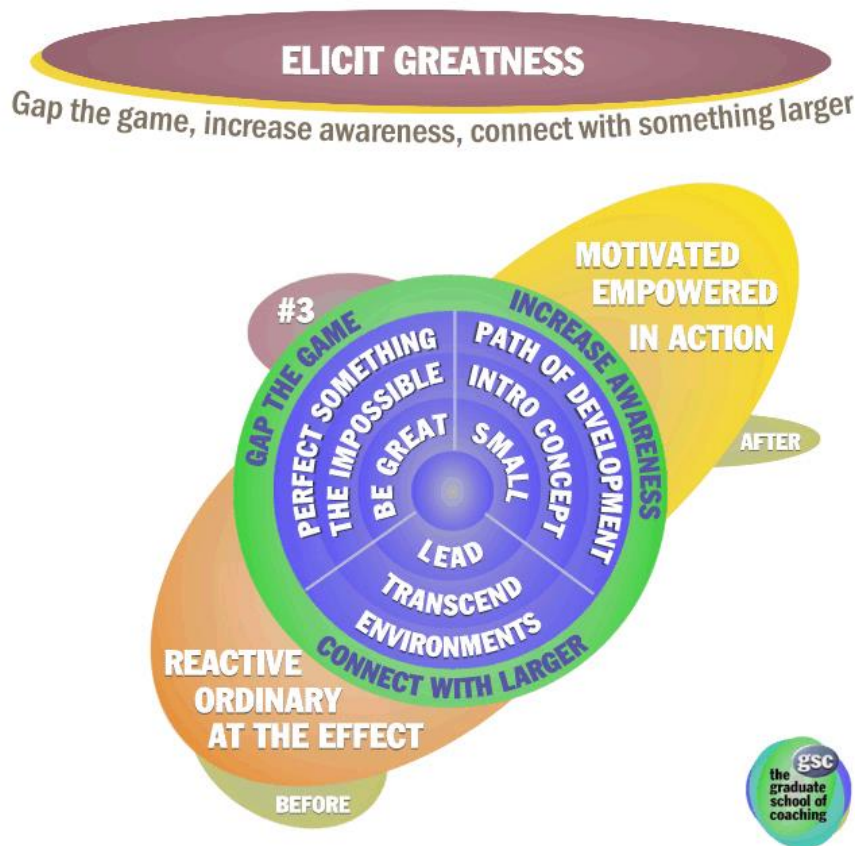 ELICIT GREATNESS
Gap the game, increase awareness, connect with something larger
#3
MOTIVATED
EMPOWERED
IN ACTION
AFTER
GAP THE GAME
PERFECT SOMETHING
THE IMPOSSIBLE
BE GREAT
INCREASE AWARENESS
PATH OF DEVELOPMENT
INTRO CONCEPT
SMALL
LEAD
TRANSCEND
ENVIRONMENTS
CONNECT WITH LARGER
REACTIVE
ORDINARY
AT THE EFFECT
BEFORE
gsc
the
graduate
school of
coaching